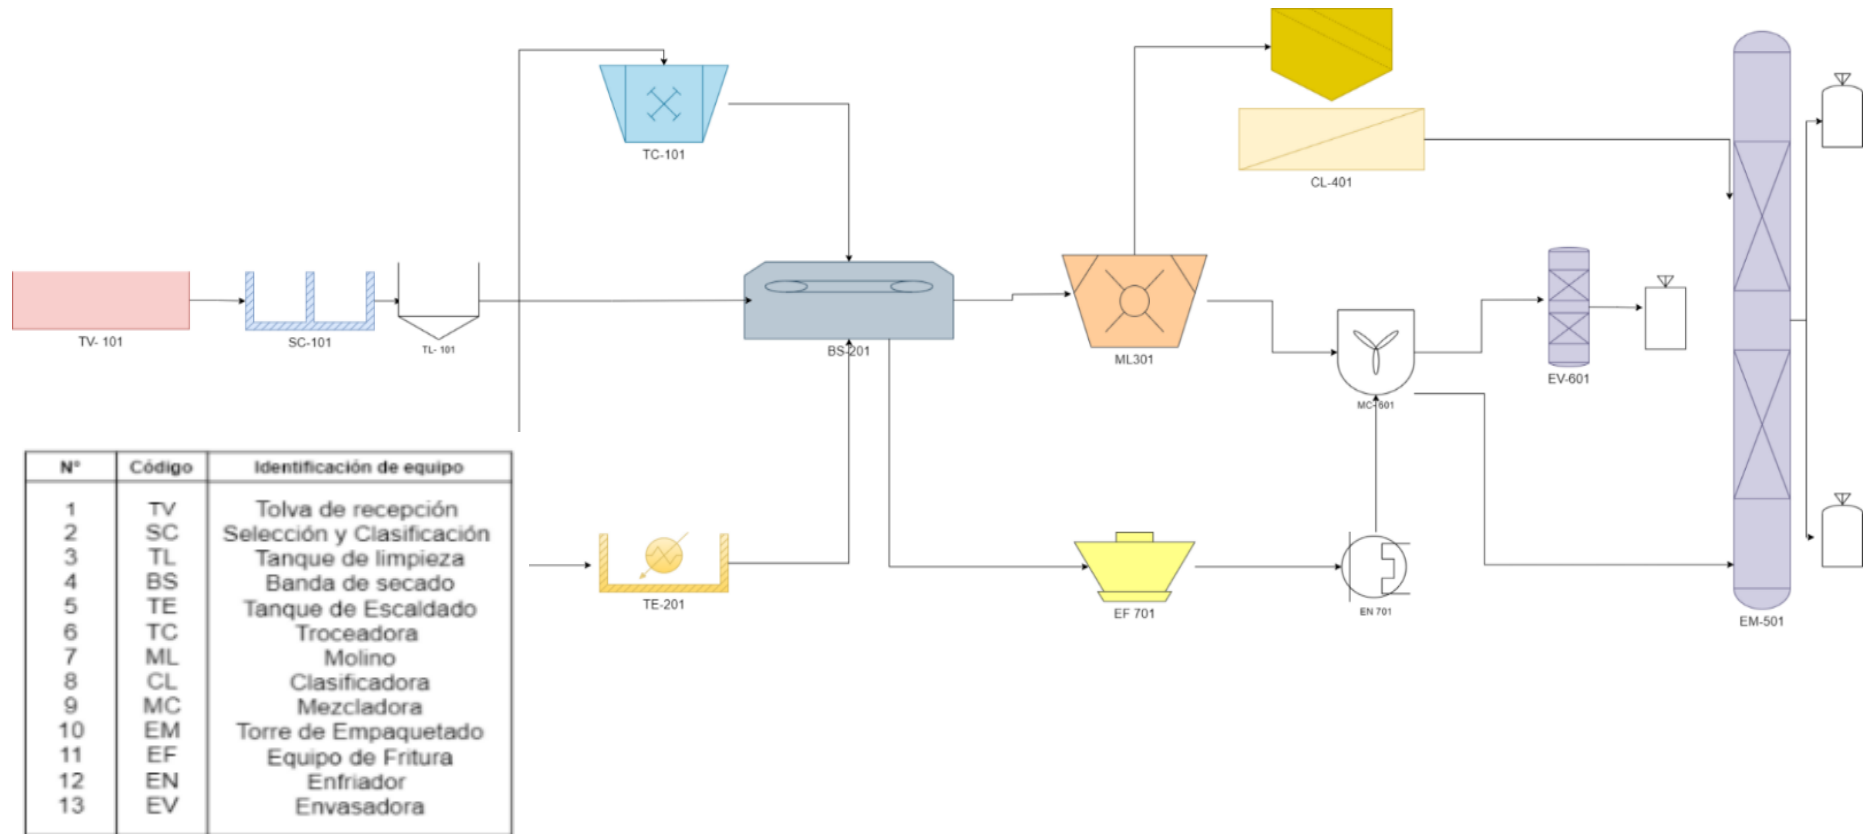 TC-101
CL-401
TV- 101
SC-101
TL- 101
BS-201
ML301
MC-601
EV-601
TE-201
EF 701
EN 701
EM-501
N° Código Identificación de equipo
1 TV Tolva de recepción
2 SC Selección y Clasificación
3 TL Tanque de limpieza
4 BS Banda de secado
5 TE Tanque de Escaldado
6 TC Troceadora
7 ML Molino
8 CL Clasificadora
9 MC Mezcladora
10 EM Torre de Empaquetado
11 EF Equipo de Fritura
12 EN Enfriador
13 EV Envasadora